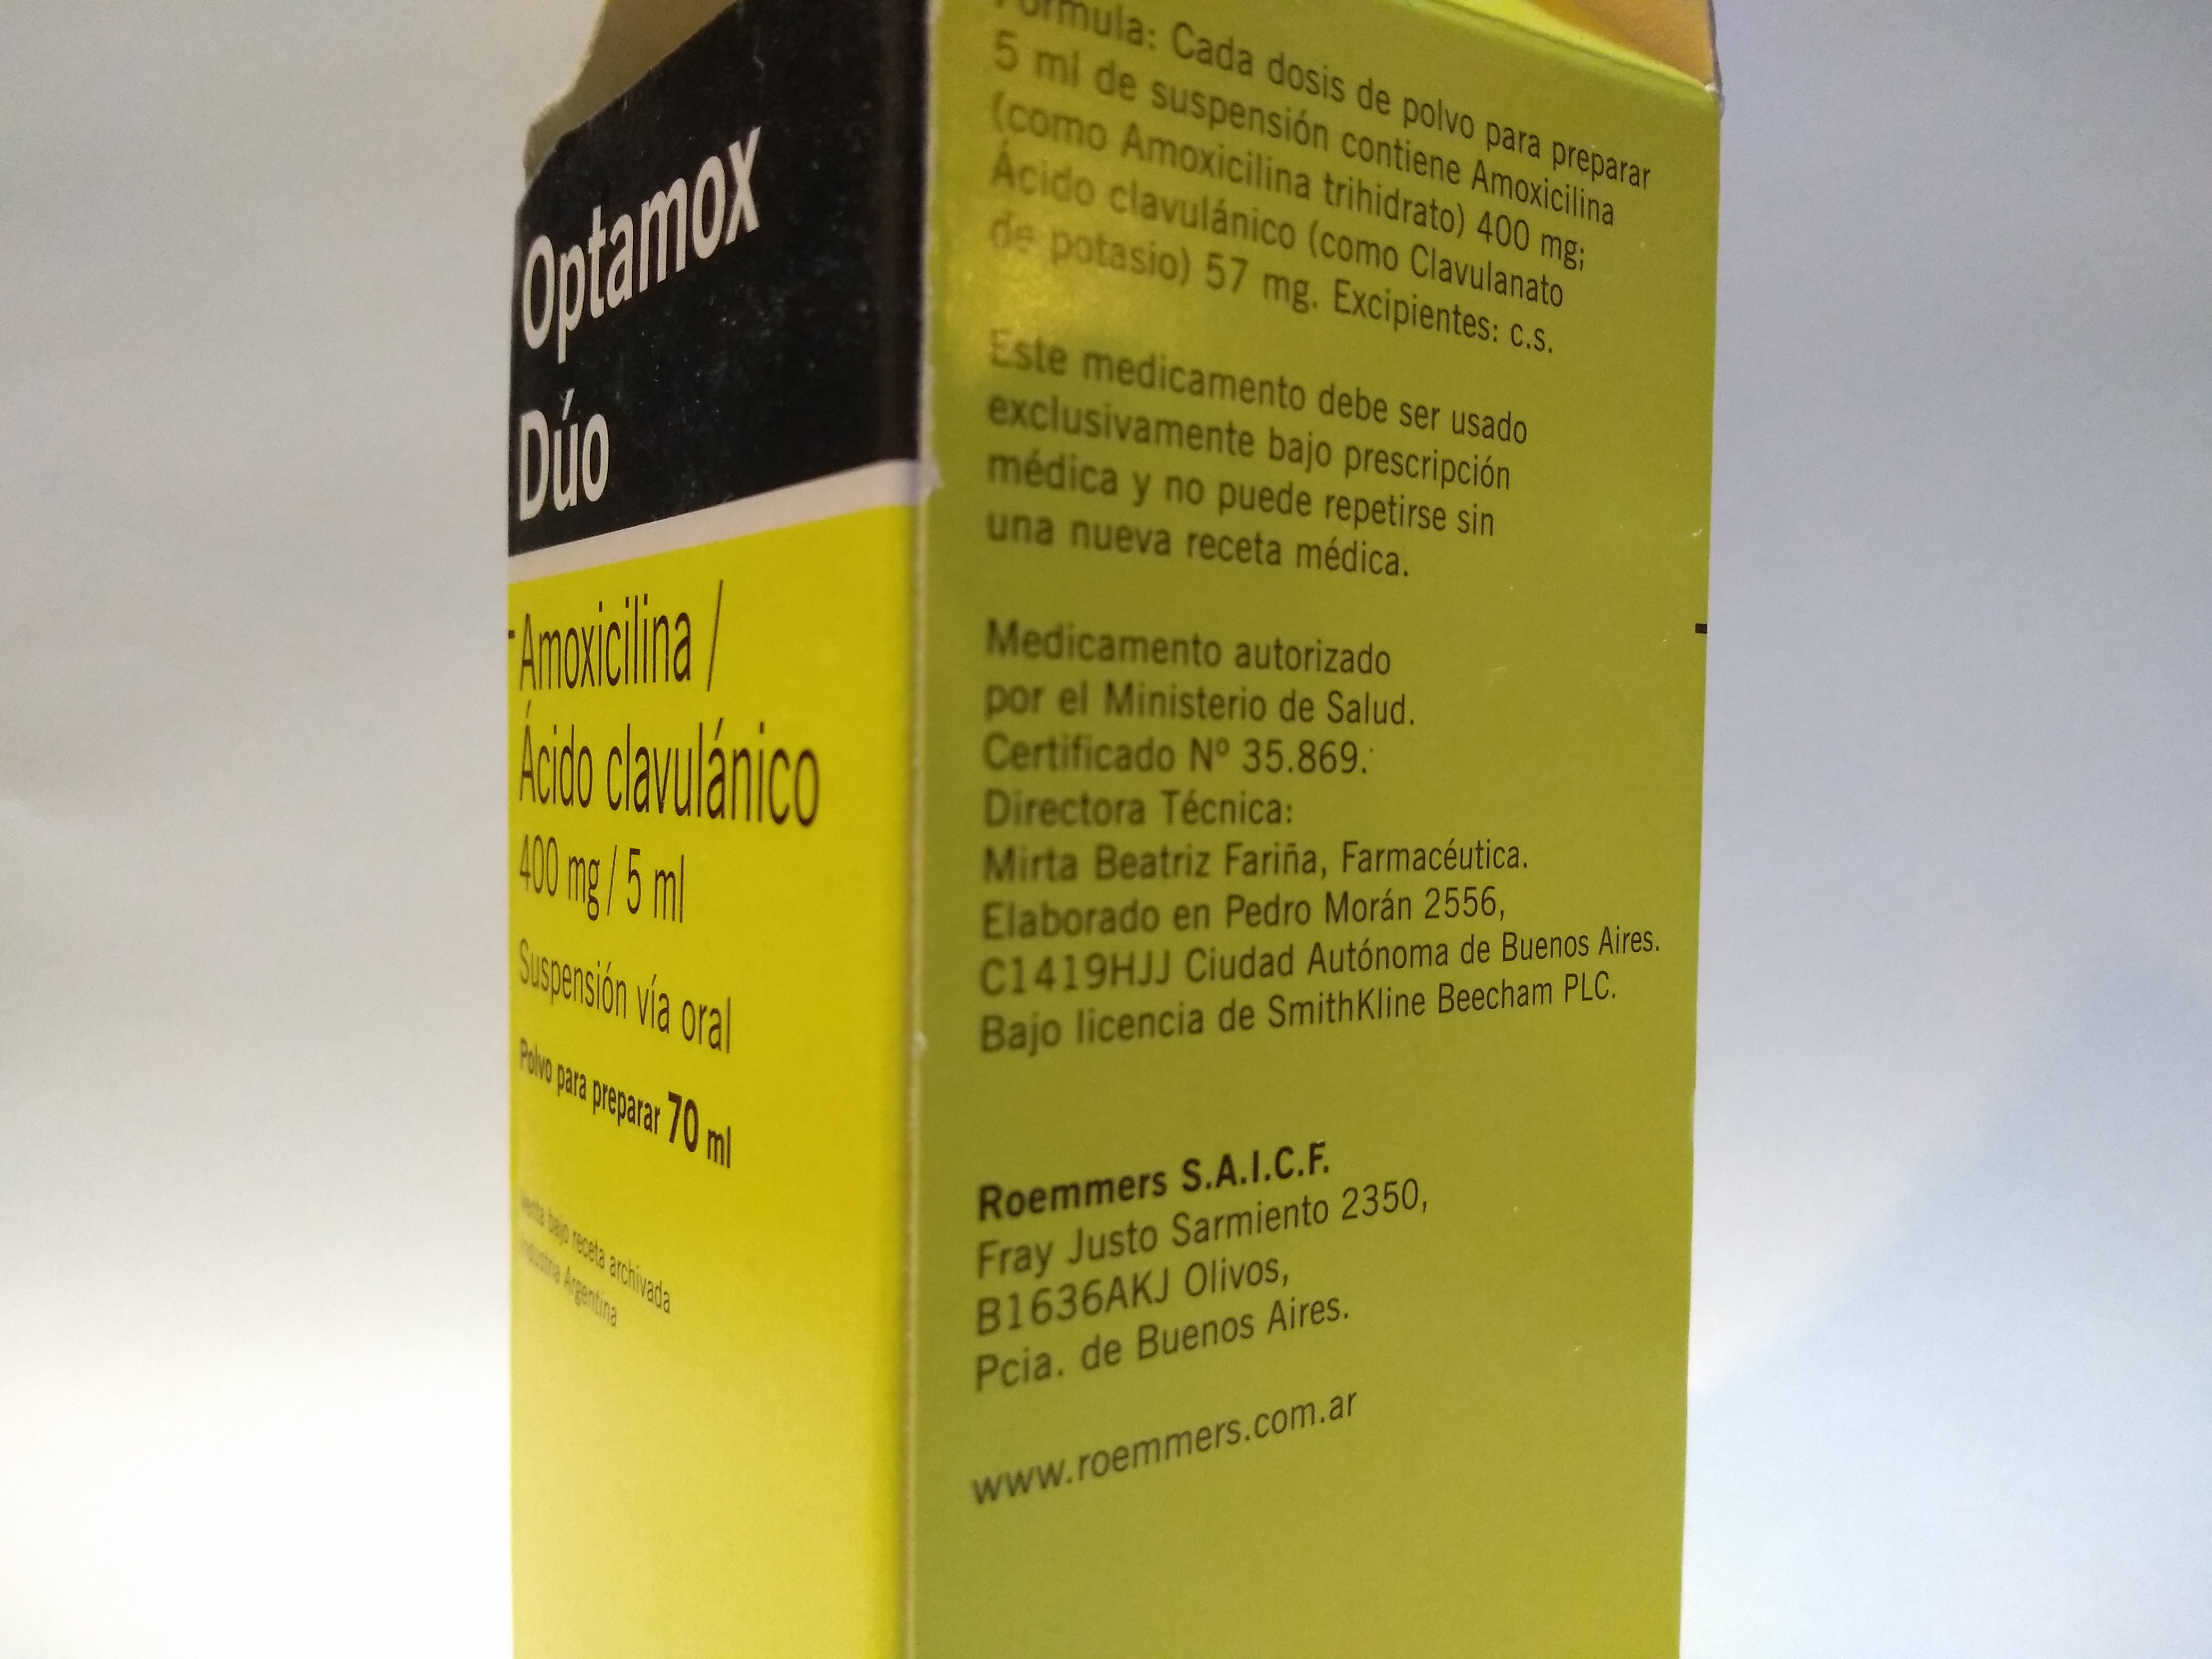 Optamox
Dúo
Amoxicilina /
Ácido clavulánico
400 mg / 5 ml
Suspensión vía oral
Polvo para preparar 70 ml
Venta bajo receta archivada
Industria Argentina
Fórmula: Cada dosis de polvo para preparar
5 ml de suspensión contiene Amoxicilina
(como Amoxicilina trihidrato) 400 mg;
Ácido clavulánico (como Clavulanato
de potasio) 57 mg. Excipientes: c.s.
Este medicamento debe ser usado
exclusivamente bajo prescripción
médica y no puede repetirse sin
una nueva receta médica.
Medicamento autorizado
por el Ministerio de Salud.
Certificado Nº 35.869.
Directora Técnica:
Mirta Beatriz Fariña, Farmacéutica.
Elaborado en Pedro Morán 2556,
C1419HJJ Ciudad Autónoma de Buenos Aires.
Bajo licencia de SmithKline Beecham PLC.
Roemmers S.A.I.C.F.
Fray Justo Sarmiento 2350,
B1636AKJ Olivos,
Pcia. de Buenos Aires.
www.roemmers.com.ar